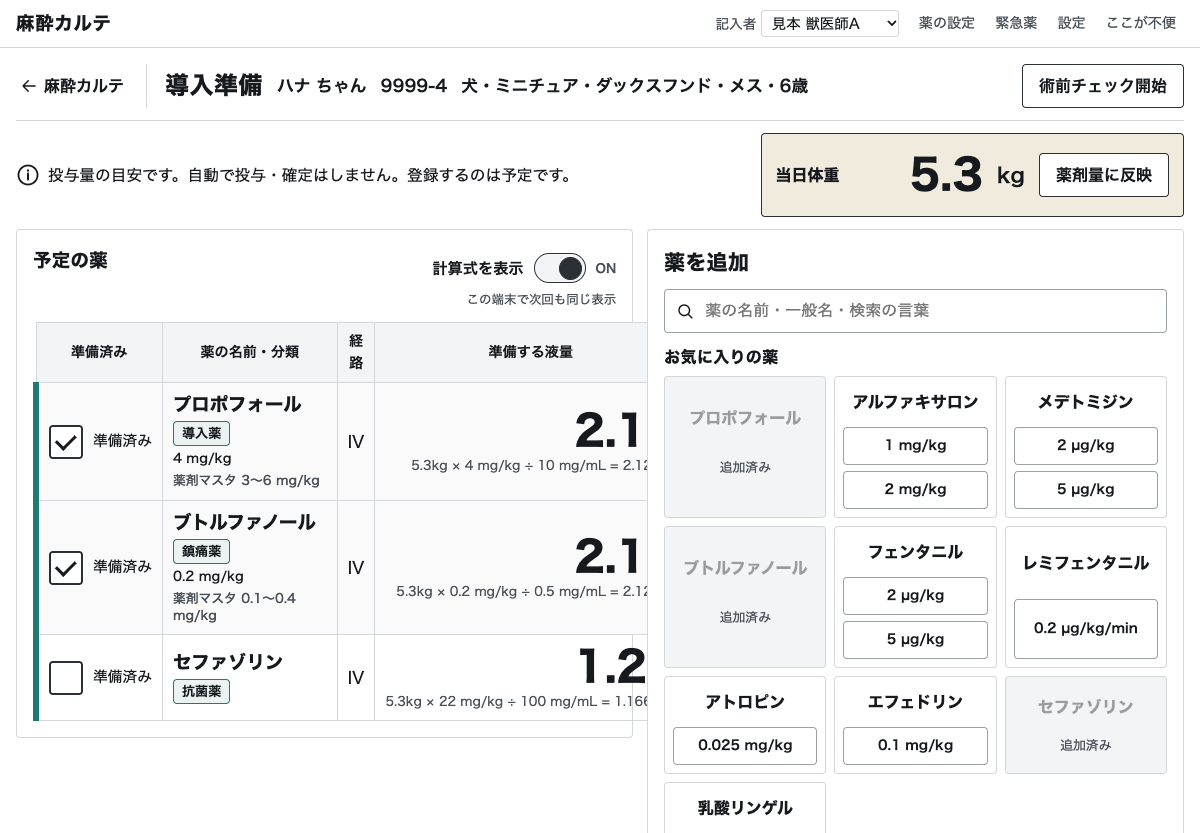 麻酔カルテ
記入者 見本 獣医師A 薬の設定 緊急薬 設定 ここが不便
← 麻酔カルテ 導入準備 ハナ ちゃん 9999-4 犬・ミニチュア・ダックスフンド・メス・6歳 術前チェック開始
投与量の目安です。自動で投与・確定はしません。登録するのは予定です。
当日体重 5.3 kg 薬剤量に反映
予定の薬
計算式を表示 ON
この端末で次回も同じ表示
準備済み 薬の名前・分類 経路 準備する液量
準備済み
プロポフォール
導入薬
4 mg/kg
薬剤マスタ 3〜6 mg/kg
IV
2.1
5.3kg × 4 mg/kg ÷ 10 mg/mL = 2.12
準備済み
ブトルファノール
鎮痛薬
0.2 mg/kg
薬剤マスタ 0.1〜0.4
mg/kg
IV
2.1
5.3kg × 0.2 mg/kg ÷ 0.5 mg/mL = 2.12
準備済み
セファゾリン
抗菌薬
IV
1.2
5.3kg × 22 mg/kg ÷ 100 mg/mL = 1.166
薬を追加
薬の名前・一般名・検索の言葉
お気に入りの薬
プロポフォール
追加済み
アルファキサロン
1 mg/kg
2 mg/kg
メデトミジン
2 µg/kg
5 µg/kg
ブトルファノール
追加済み
フェンタニル
2 µg/kg
5 µg/kg
レミフェンタニル
0.2 µg/kg/min
アトロピン
0.025 mg/kg
エフェドリン
0.1 mg/kg
セファゾリン
追加済み
乳酸リンゲル